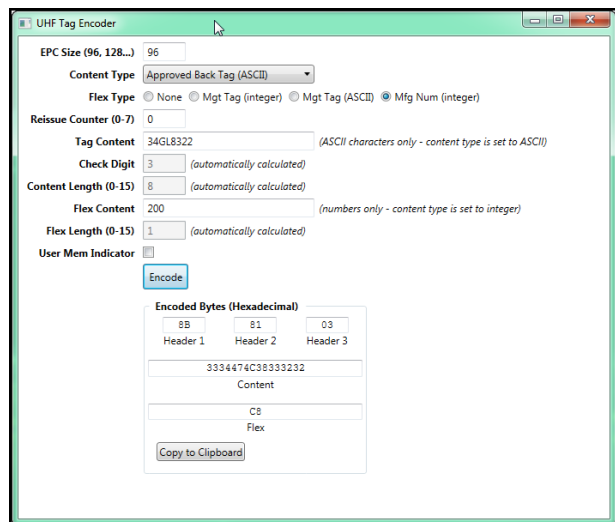 UHF Tag Encoder
EPC Size (96, 128...) 96
Content Type Approved Back Tag (ASCII)
Flex Type None Mgt Tag (integer) Mgt Tag (ASCII) Mfg Num (integer)
Reissue Counter (0-7) 0
Tag Content 34GL8322 (ASCII characters only - content type is set to ASCII)
Check Digit 3 (automatically calculated)
Content Length (0-15) 8 (automatically calculated)
Flex Content 200 (numbers only - content type is set to integer)
Flex Length (0-15) 1 (automatically calculated)
User Mem Indicator
Encode
Encoded Bytes (Hexadecimal)
8B 81 03
Header 1 Header 2 Header 3
3334474C38333232
Content
C8
Flex
Copy to Clipboard